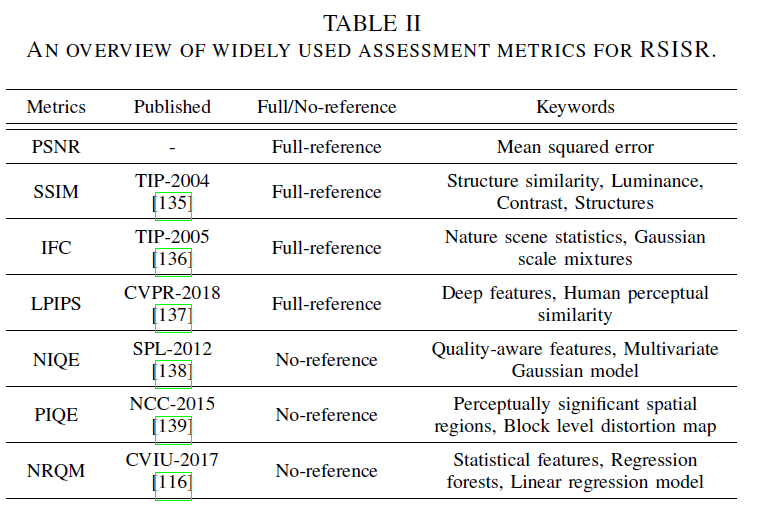 TABLE II
AN OVERVIEW OF WIDELY USED ASSESSMENT METRICS FOR RSISR.
Metrics Published Full/No-reference Keywords
PSNR - Full-reference Mean squared error
SSIM TIP-2004 [135] Full-reference Structure similarity, Luminance, Contrast, Structures
IFC TIP-2005 [136] Full-reference Nature scene statistics, Gaussian scale mixtures
LPIPS CVPR-2018 [137] Full-reference Deep features, Human perceptual similarity
NIQE SPL-2012 [138] No-reference Quality-aware features, Multivariate Gaussian model
PIQE NCC-2015 [139] No-reference Perceptually significant spatial regions, Block level distortion map
NRQM CVIU-2017 [116] No-reference Statistical features, Regression forests, Linear regression model